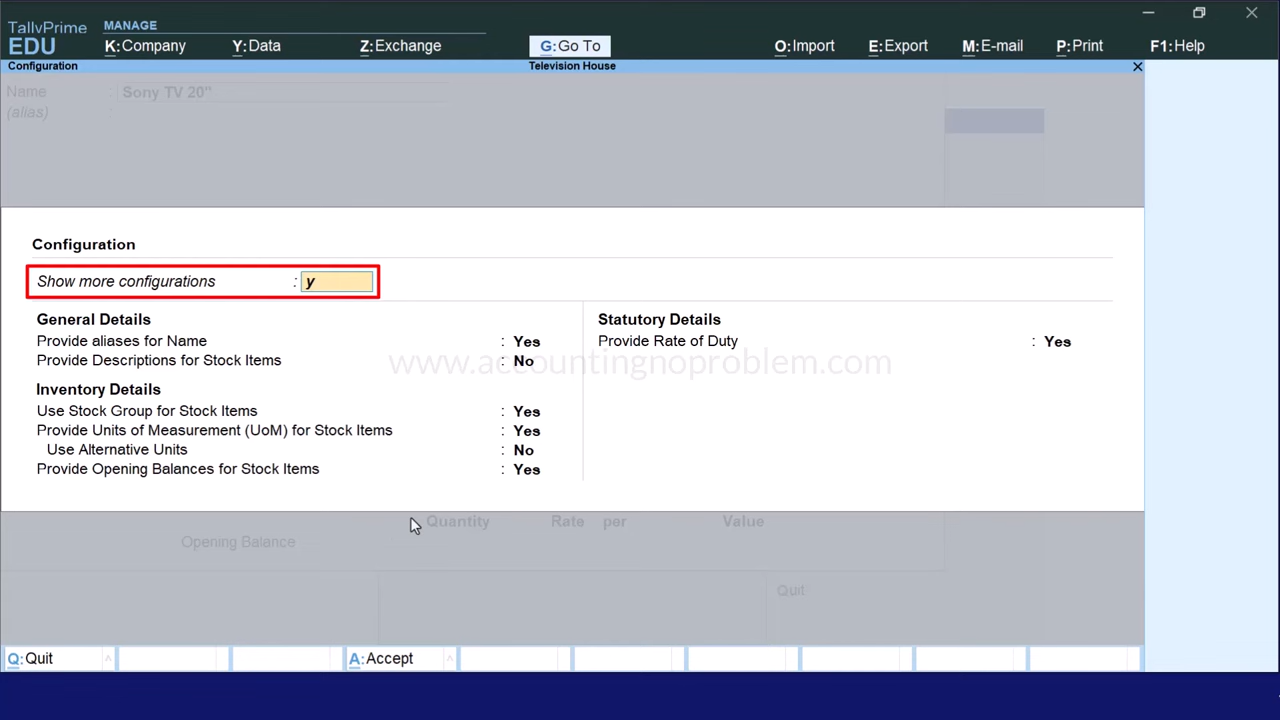 TallyPrime
EDU
MANAGE
K:Company
Y:Data
Z:Exchange
G:Go To
O:Import
E:Export
M:E-mail
P:Print
F1:Help
Configuration
Television House
Name : Sony TV 20"
(alias) :
Configuration
Show more configurations : y
General Details
Provide aliases for Name : Yes
Provide Descriptions for Stock Items : No
Inventory Details
Use Stock Group for Stock Items : Yes
Provide Units of Measurement (UoM) for Stock Items : Yes
Use Alternative Units : No
Provide Opening Balances for Stock Items : Yes
Statutory Details
Provide Rate of Duty : Yes
www.accountingnoproblem.com
Quantity Rate per Value
Opening Balance
Quit
Q:Quit
A:Accept